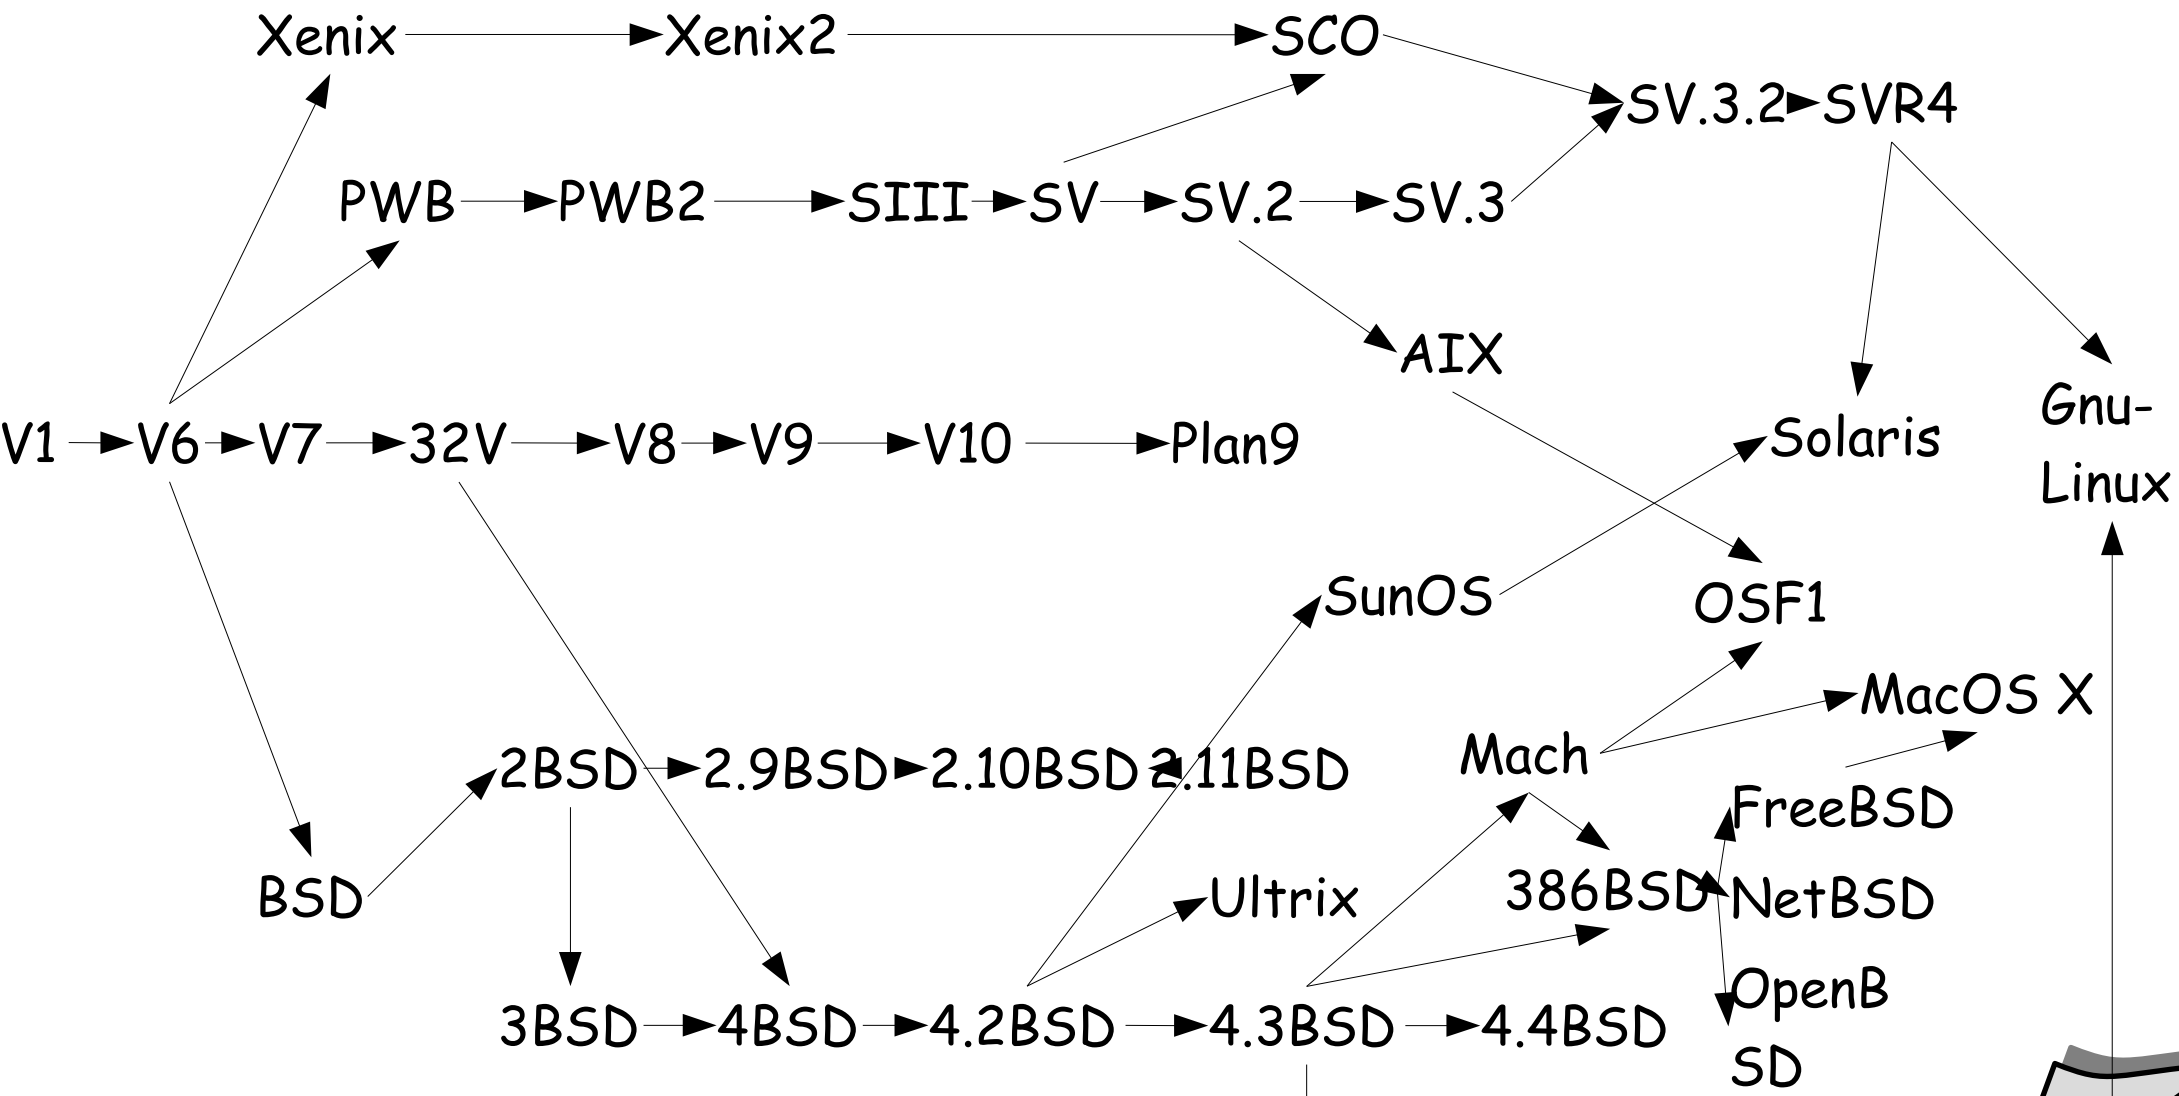 Xenix Xenix2 SCO
SV.3.2 SVR4
PWB PWB2 SIII SV SV.2 SV.3
AIX
V1 V6 V7 32V V8 V9 V10 Plan9 Solaris
Gnu-
Linux
SunOS OSF1
MacOS X
2BSD 2.9BSD 2.10BSD 2.11BSD Mach
FreeBSD
BSD Ultrix 386BSD NetBSD
3BSD 4BSD 4.2BSD 4.3BSD 4.4BSD
OpenB
SD